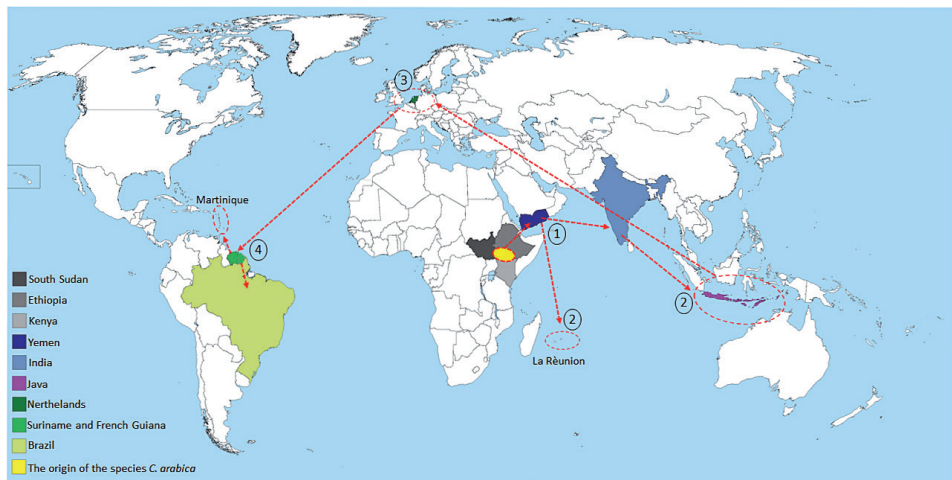 3
Martinique
4
1
2
2
La Rèunion
South Sudan
Ethiopia
Kenya
Yemen
India
Java
Nerthelands
Suriname and French Guiana
Brazil
The origin of the species C. arabica